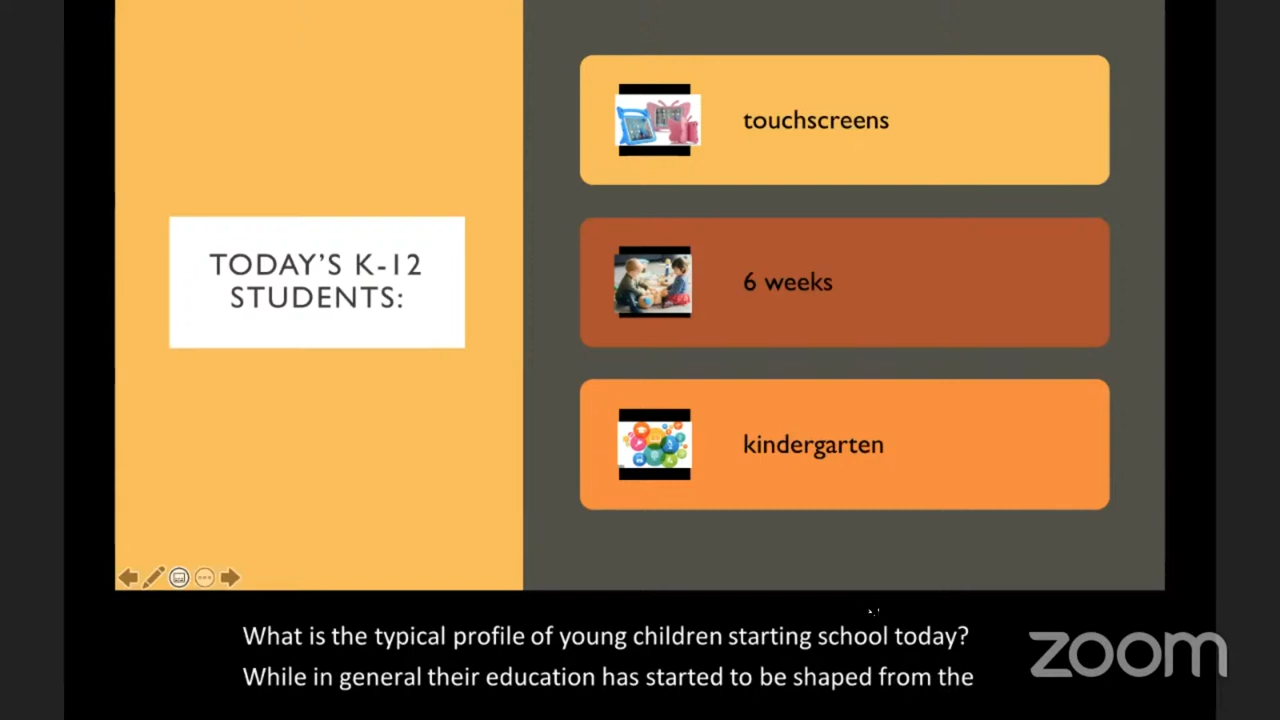 TODAY'S K-12
STUDENTS:
touchscreens
6 weeks
kindergarten
What is the typical profile of young children starting school today?
While in general their education has started to be shaped from the
zoom